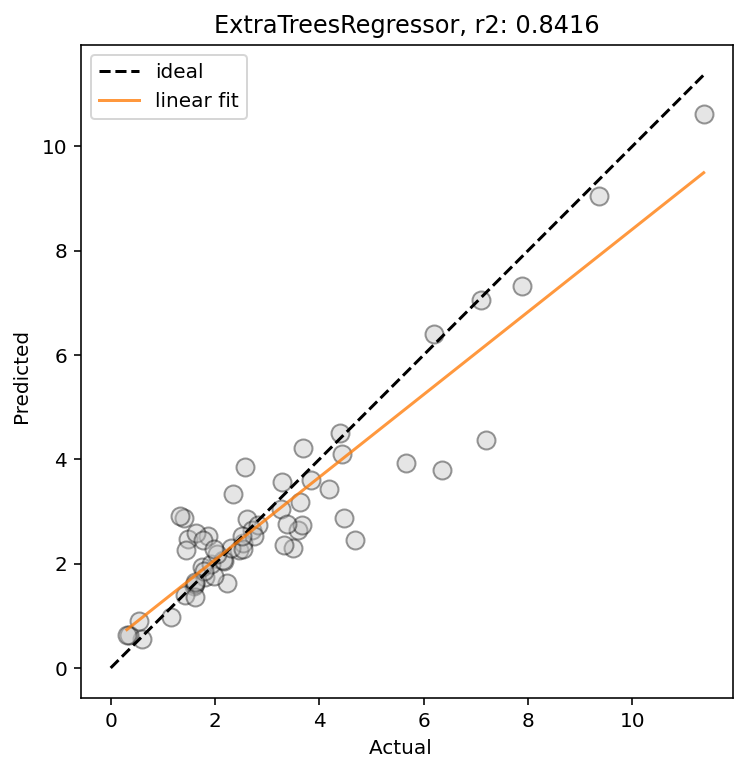 ExtraTreesRegressor, r2: 0.8416
ideal
linear fit
Predicted
10
8
6
4
2
0
0 2 4 6 8 10
Actual